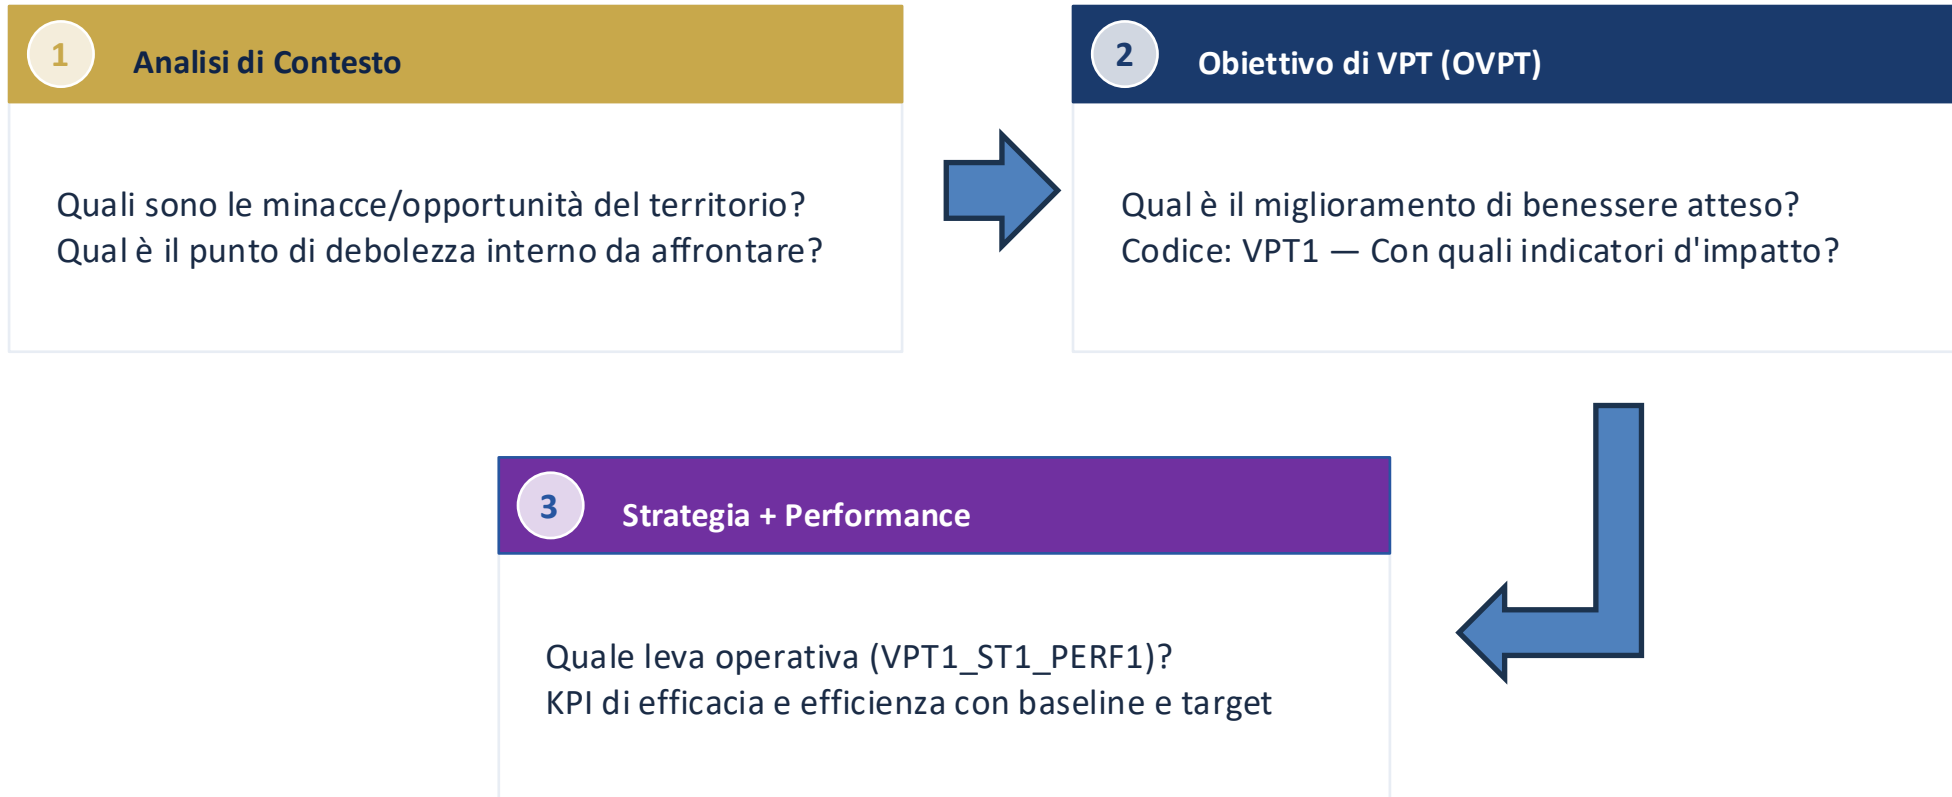 1
Analisi di Contesto
Quali sono le minacce/opportunità del territorio?
Qual è il punto di debolezza interno da affrontare?
2
Obiettivo di VPT (OVPT)
Qual è il miglioramento di benessere atteso?
Codice: VPT1 — Con quali indicatori d'impatto?
3
Strategia + Performance
Quale leva operativa (VPT1_ST1_PERF1)?
KPI di efficacia e efficienza con baseline e target